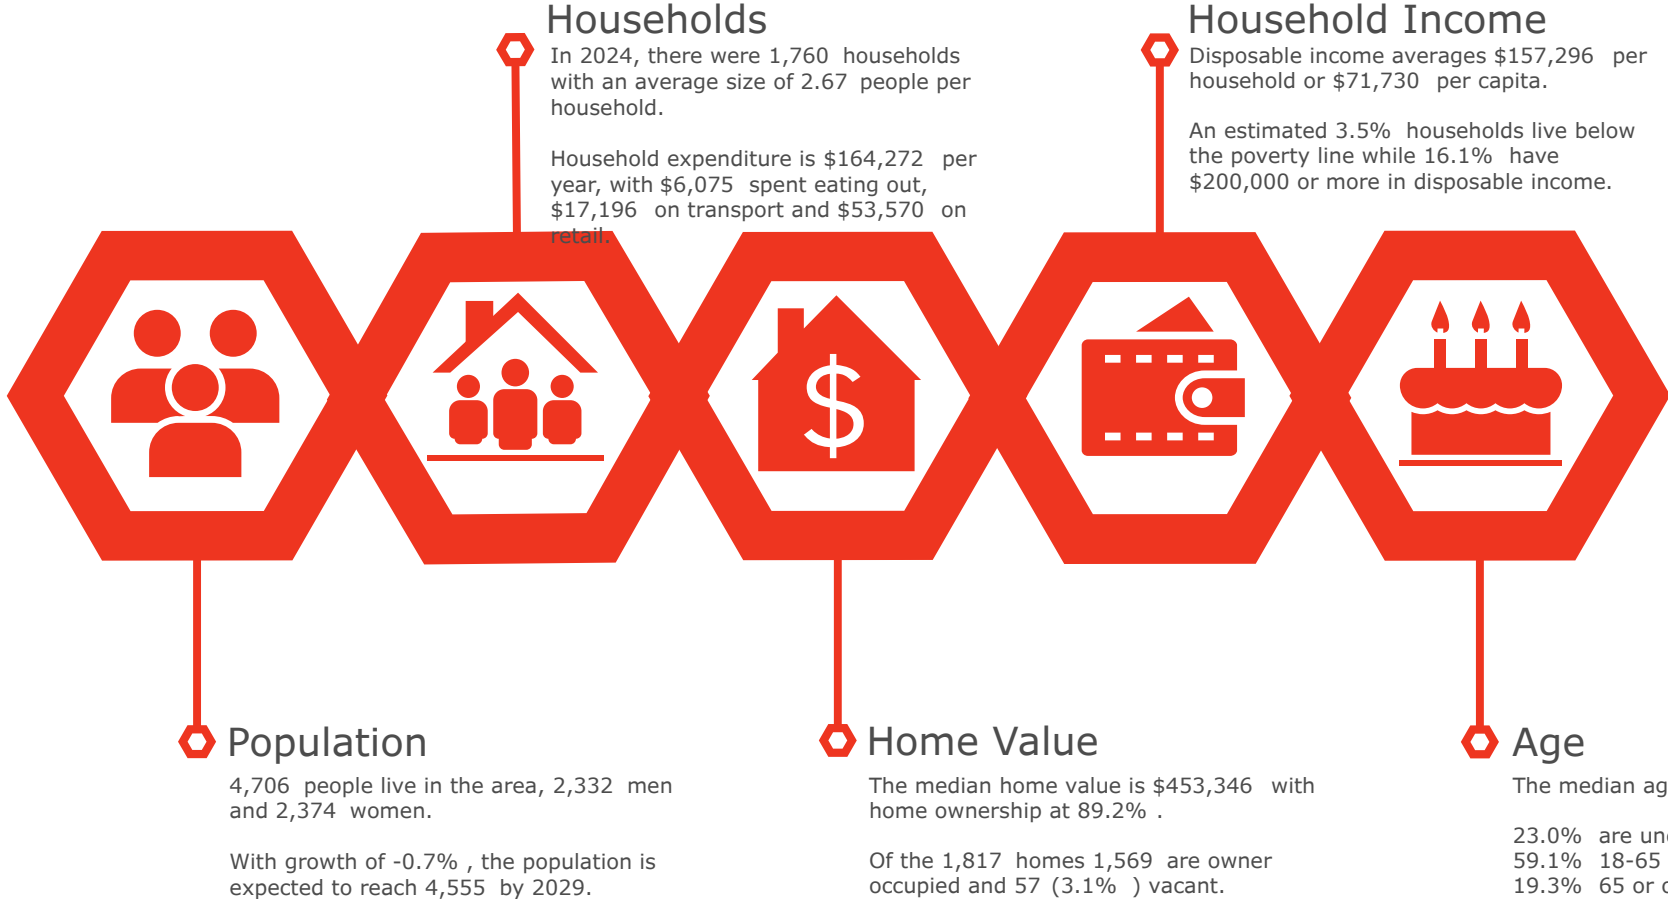 Households
In 2024, there were 1,760 households
with an average size of 2.67 people per
household.
Household expenditure is $164,272 per
year, with $6,075 spent eating out,
$17,196 on transport and $53,570 on
retail.
Household Income
Disposable income averages $157,296 per
household or $71,730 per capita.
An estimated 3.5% households live below
the poverty line while 16.1% have
$200,000 or more in disposable income.
$
Population
4,706 people live in the area, 2,332 men
and 2,374 women.
With growth of -0.7% , the population is
expected to reach 4,555 by 2029.
Home Value
The median home value is $453,346 with
home ownership at 89.2% .
Of the 1,817 homes 1,569 are owner
occupied and 57 (3.1% ) vacant.
Age
The median
23.0% are
59.1% 18-65
19.3% 65 or